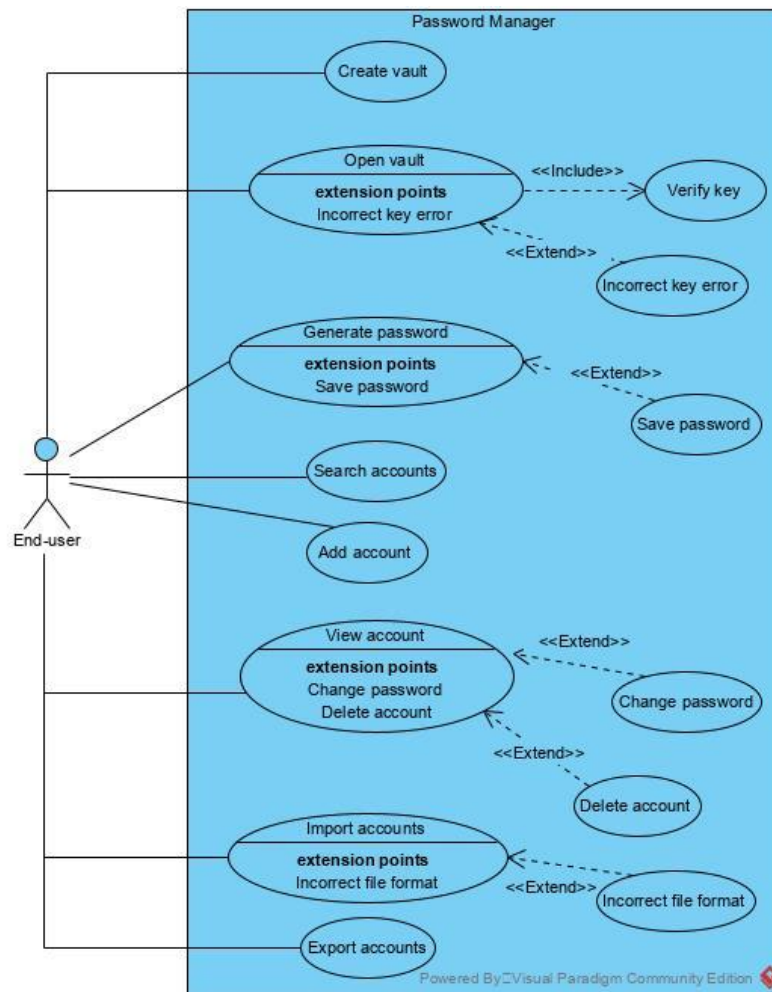 Password Manager
Create vault
Open vault
extension points
Incorrect key error
<<Include>>
Verify key
<<Extend>>
Incorrect key error
Generate password
extension points
Save password
<<Extend>>
Save password
Search accounts
End-user
Add account
View account
extension points
Change password
Delete account
<<Extend>>
Change password
<<Extend>>
Delete account
Import accounts
extension points
Incorrect file format
<<Extend>>
Incorrect file format
Export accounts
Powered By□Visual Paradigm Community Edition